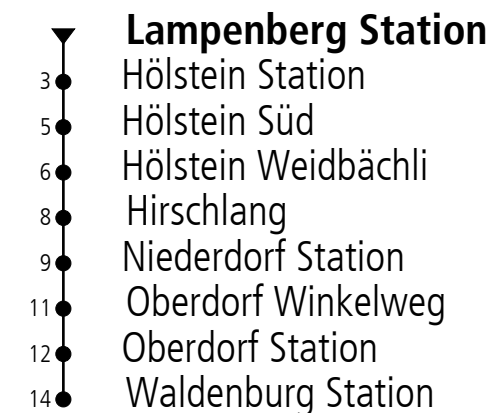 Lampenberg Station
3 Hölstein Station
5 Hölstein Süd
6 Hölstein Weidbächli
8 Hirschlang
9 Niederdorf Station
11 Oberdorf Winkelweg
12 Oberdorf Station
14 Waldenburg Station